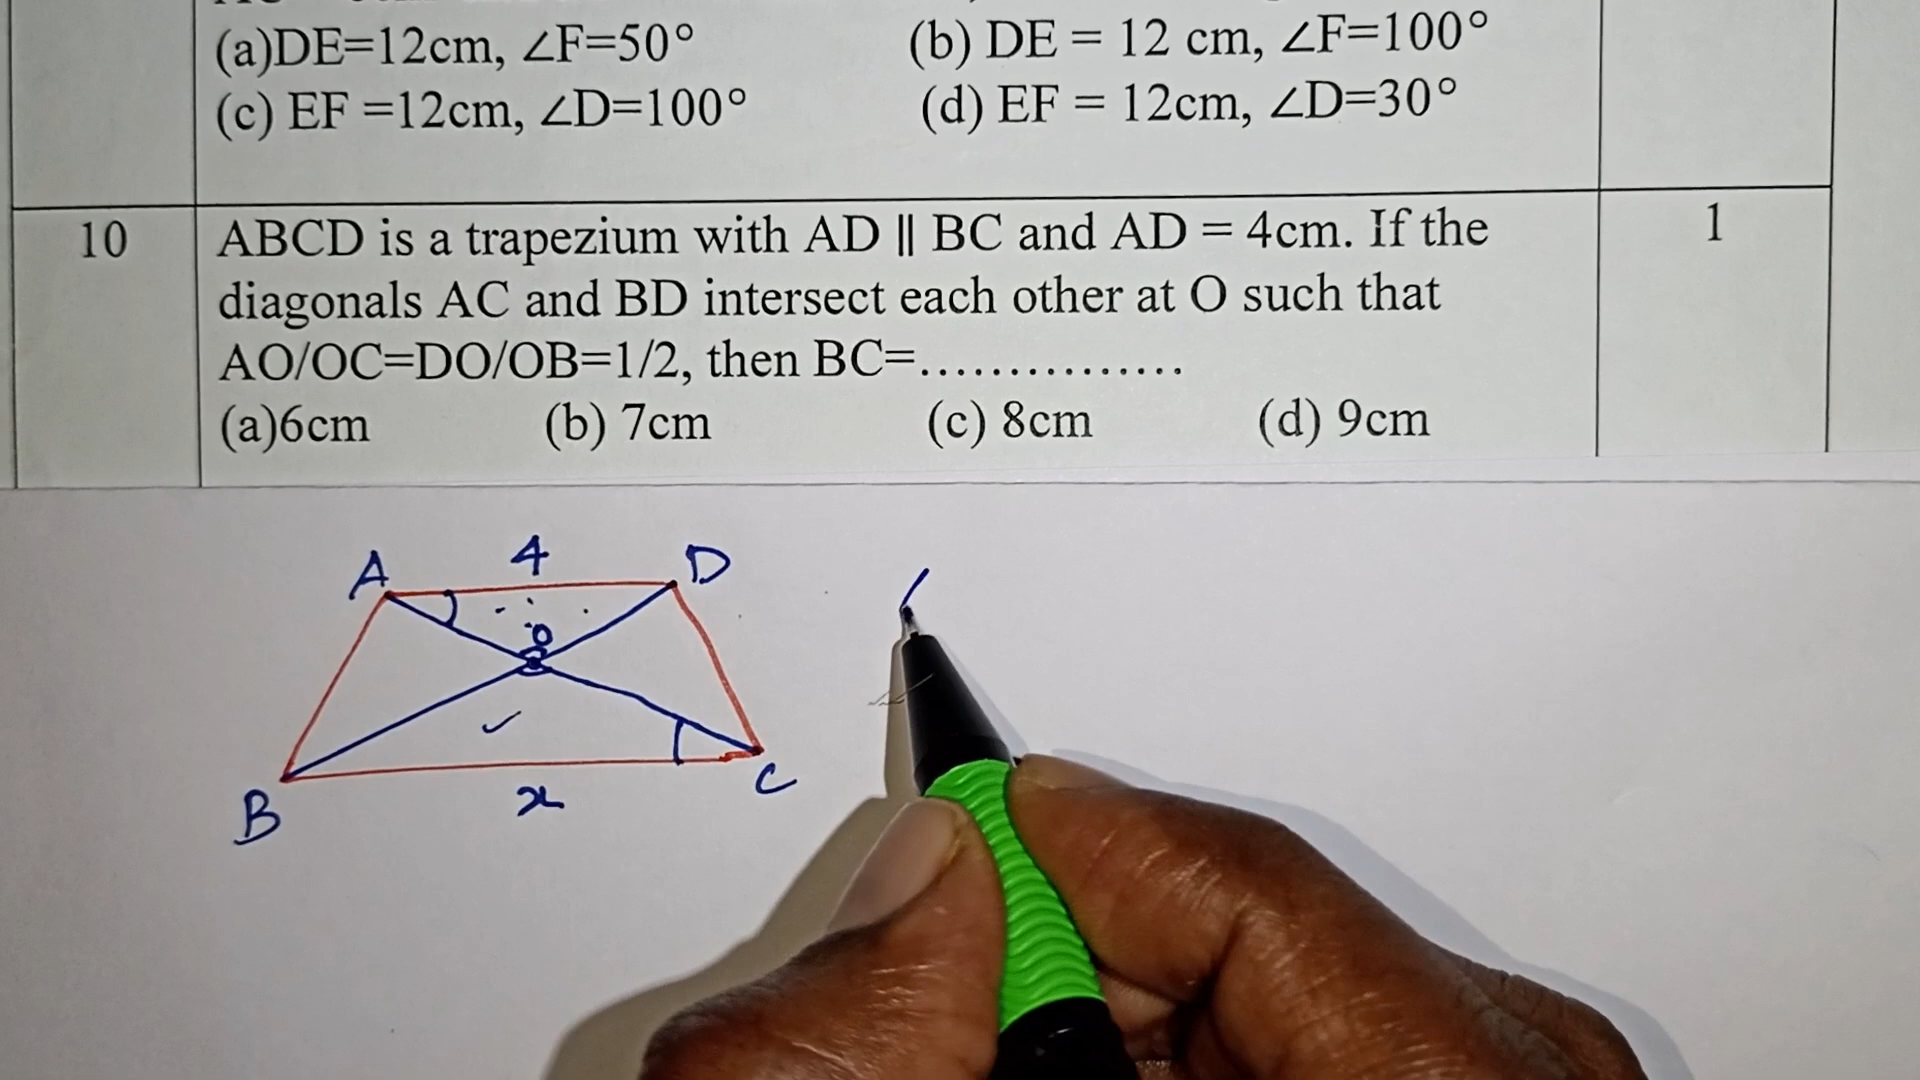 (a)DE=12cm, ∠F=50° (b) DE = 12 cm, ∠F=100°
(c) EF =12cm, ∠D=100° (d) EF = 12cm, ∠D=30°
10 ABCD is a trapezium with AD || BC and AD = 4cm. If the 1
diagonals AC and BD intersect each other at O such that
AO/OC=DO/OB=1/2, then BC=...............
(a)6cm (b) 7cm (c) 8cm (d) 9cm
A 4 D
O
B x C